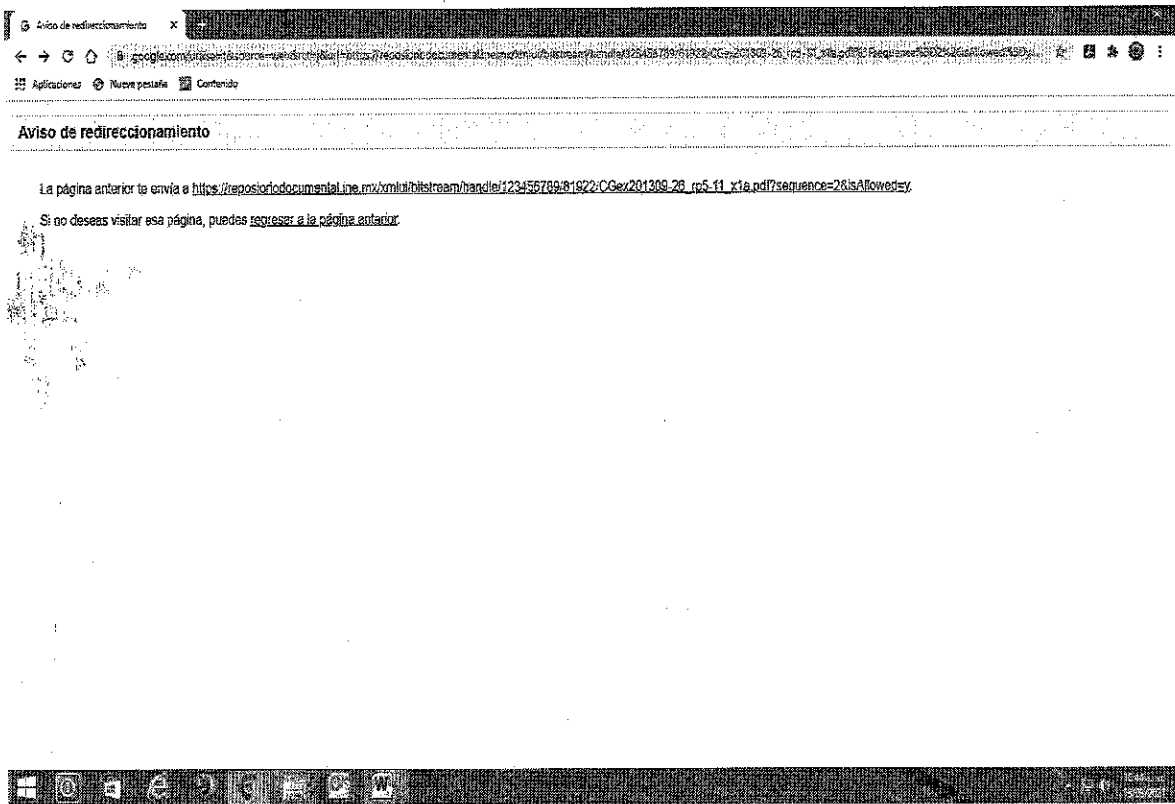 Aviso de redireccionamiento x
Aplicaciones Nueva pestaña Contenido
Aviso de redireccionamiento
La página anterior te envía a https://reposioriodocumental.ine.mx/xmlui/bitstream/handle/123456789/81922/CGex201309-26_rp5-11_x1a.pdf?sequence=2&isAllowed=y.
Si no deseas visitar esa página, puedes regresar a la página anterior.